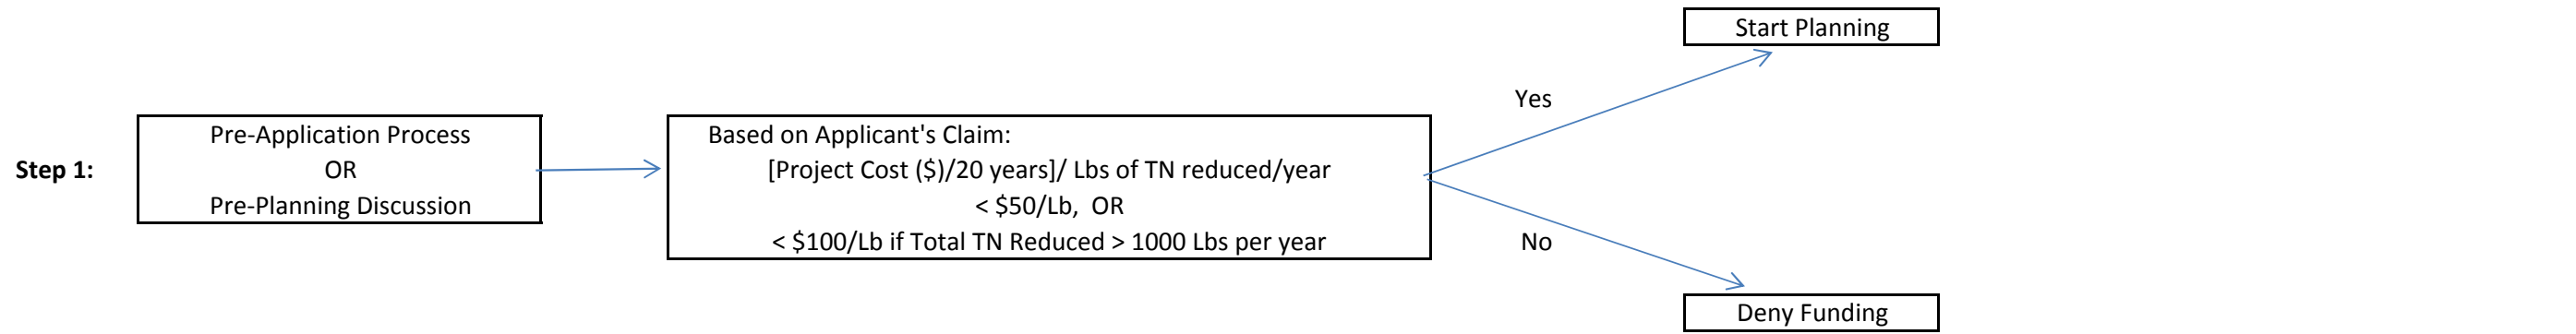 Start Planning
Yes
Step 1:
Pre-Application Process
OR
Pre-Planning Discussion
Based on Applicant's Claim:
[Project Cost ($)/20 years]/ Lbs of TN reduced/year
< $50/Lb,  OR
< $100/Lb if Total TN Reduced > 1000 Lbs per year
No
Deny Funding